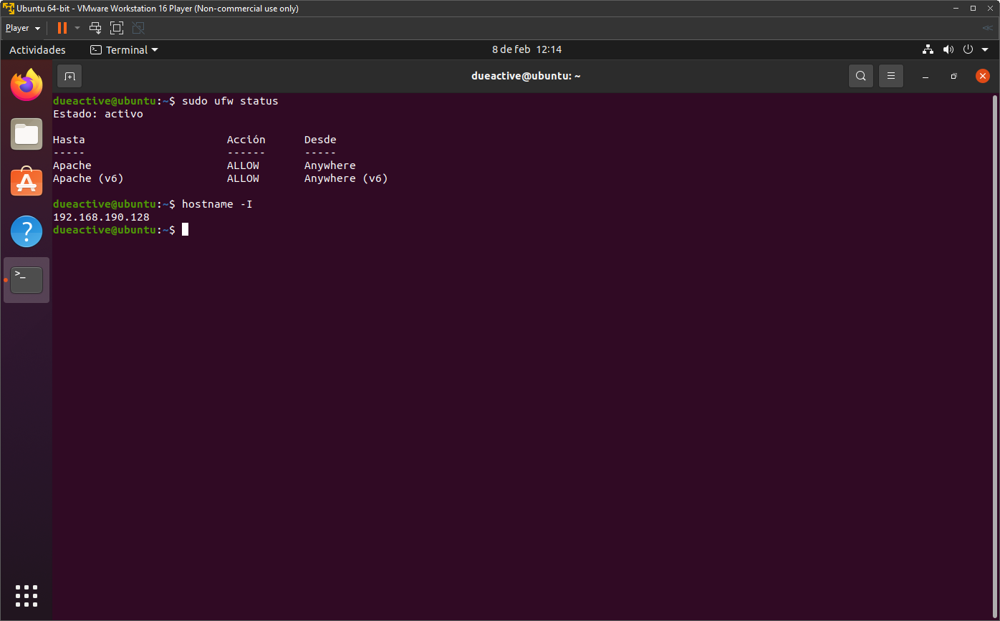 Ubuntu 64-bit - VMware Workstation 16 Player (Non-commercial use only)
Player
Actividades
Terminal
8 de feb 12:14
dueactive@ubuntu: ~
dueactive@ubuntu:~$ sudo ufw status
Estado: activo
Hasta Acción Desde
----- ------ -----
Apache ALLOW Anywhere
Apache (v6) ALLOW Anywhere (v6)
dueactive@ubuntu:~$ hostname -I
192.168.190.128
dueactive@ubuntu:~$